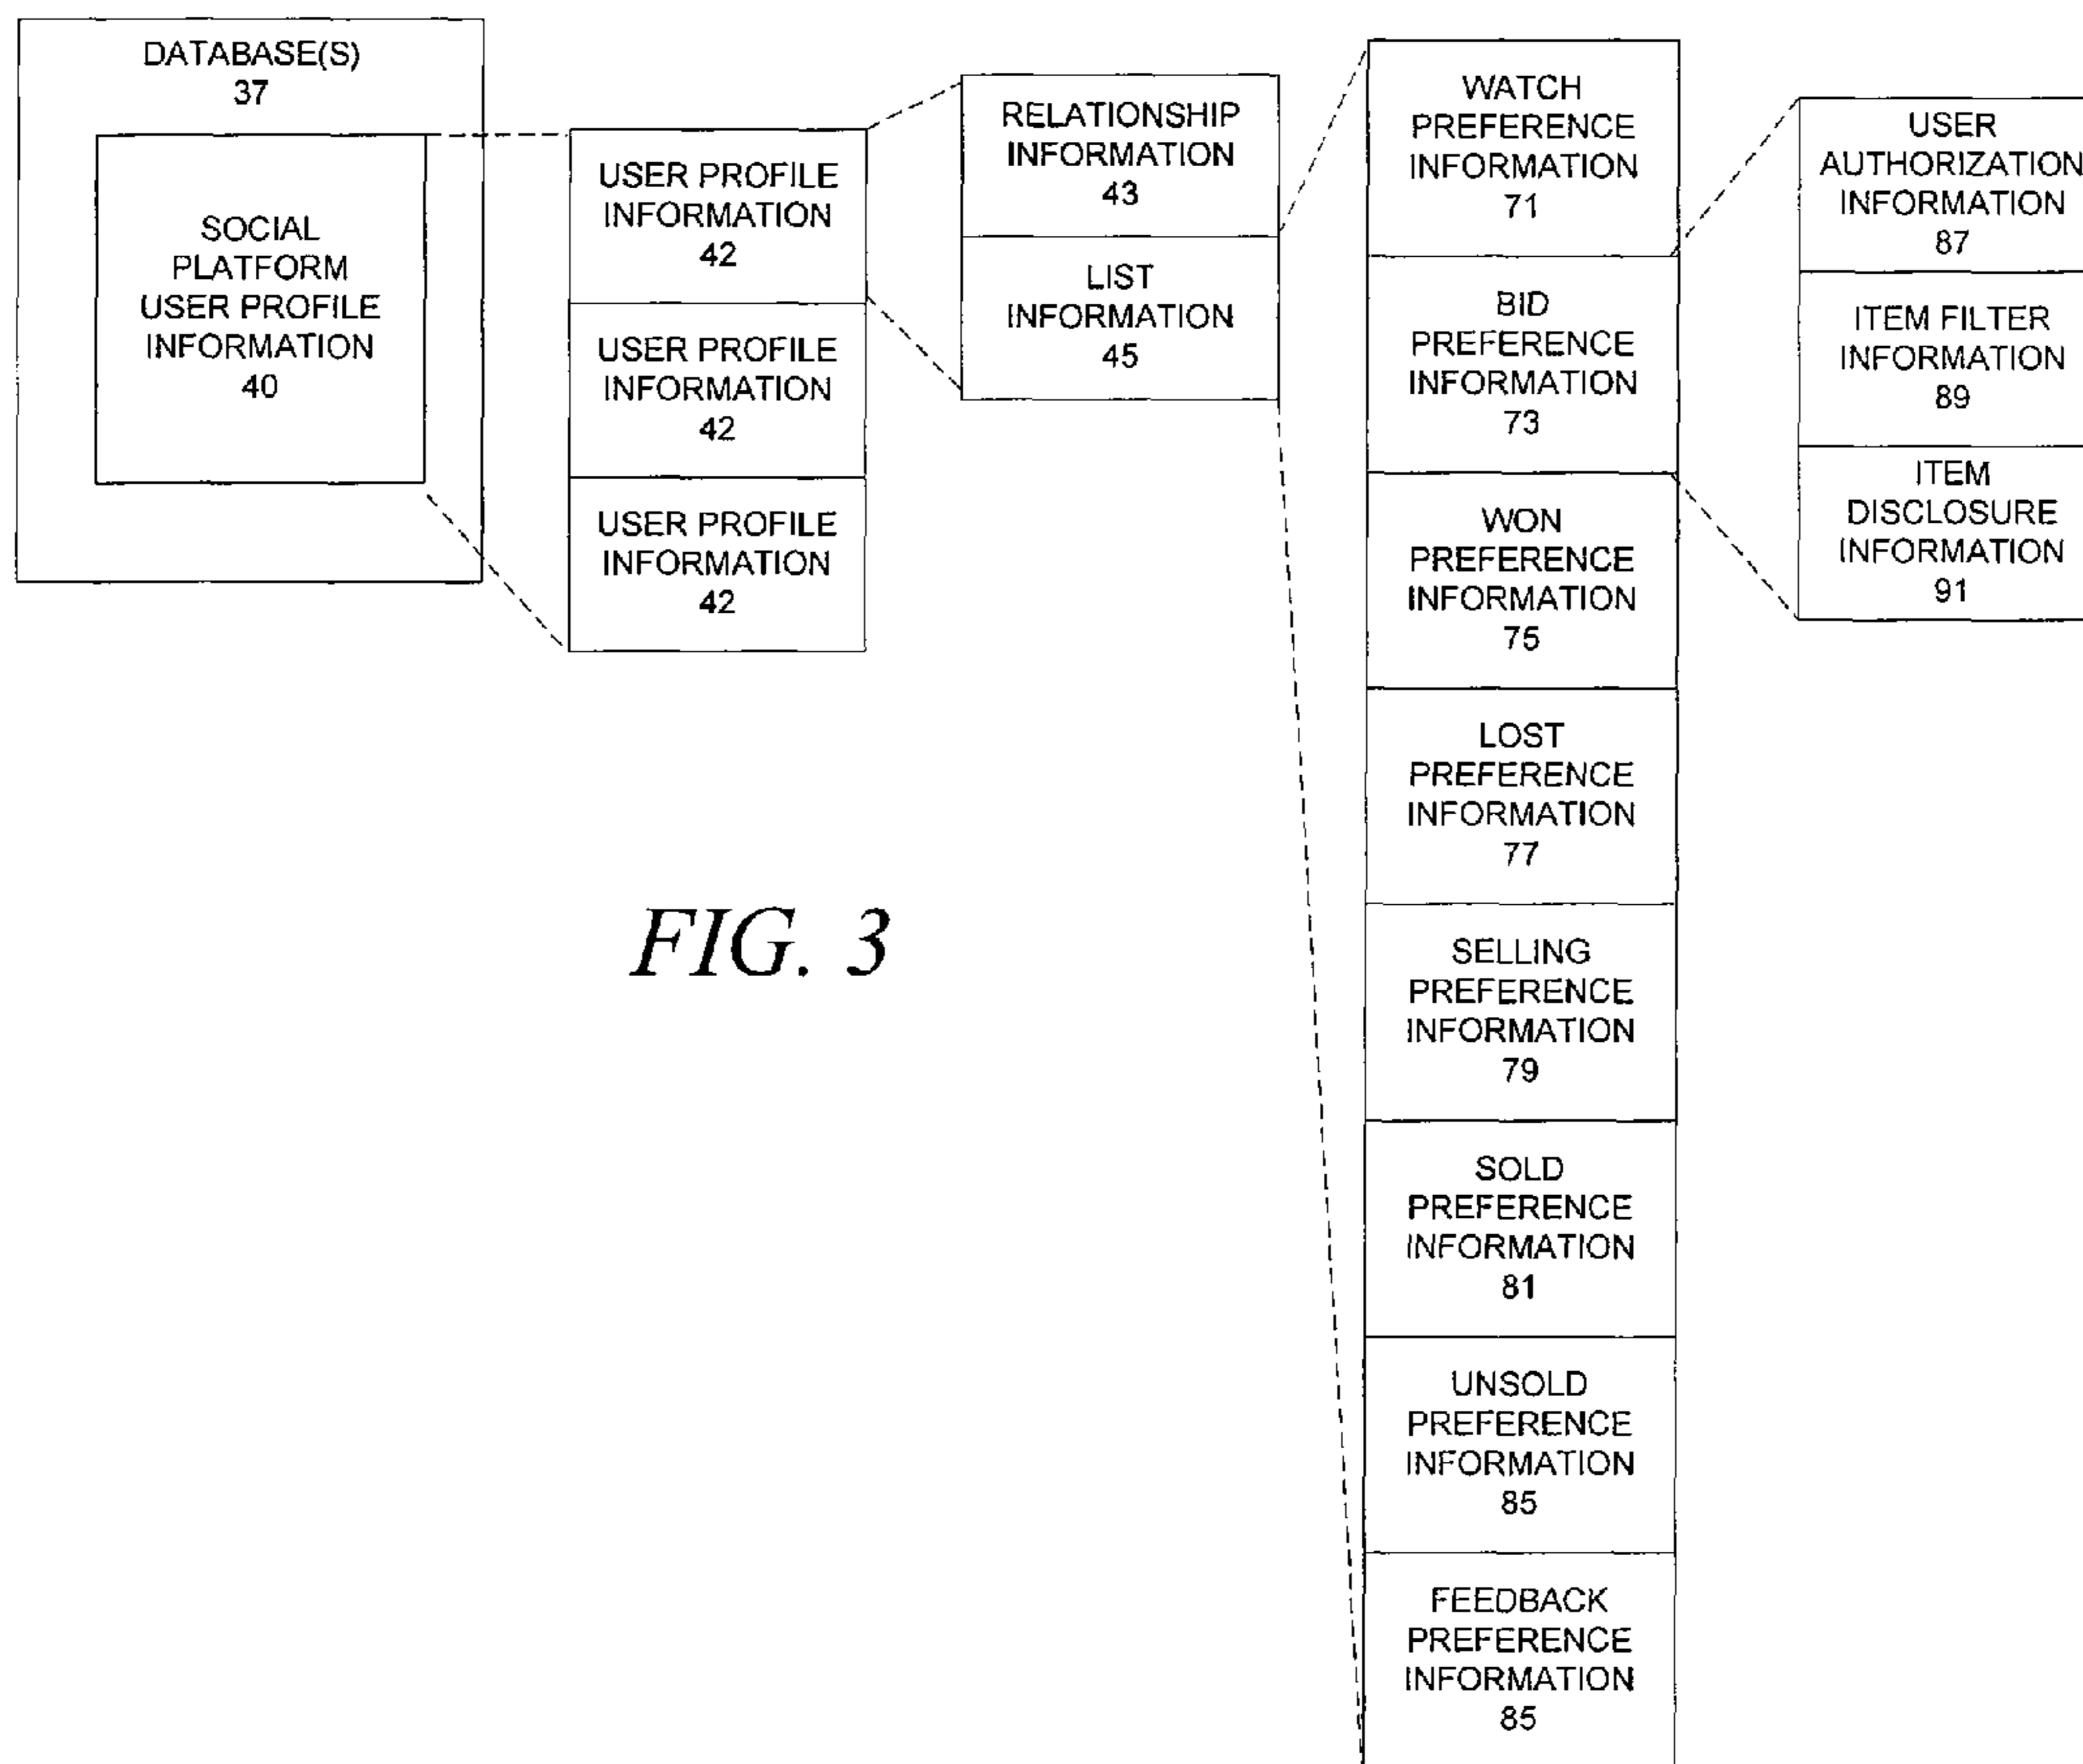 DATABASE(S)
37
SOCIAL
PLATFORM
USER PROFILE
INFORMATION
40
USER PROFILE
INFORMATION
42
USER PROFILE
INFORMATION
42
USER PROFILE
INFORMATION
42
RELATIONSHIP
INFORMATION
43
LIST
INFORMATION
45
WATCH
PREFERENCE
INFORMATION
71
BID
PREFERENCE
INFORMATION
73
WON
PREFERENCE
INFORMATION
75
LOST
PREFERENCE
INFORMATION
77
SELLING
PREFERENCE
INFORMATION
79
SOLD
PREFERENCE
INFORMATION
81
UNSOLD
PREFERENCE
INFORMATION
85
FEEDBACK
PREFERENCE
INFORMATION
85
USER
AUTHORIZATION
INFORMATION
87
ITEM FILTER
INFORMATION
89
ITEM
DISCLOSURE
INFORMATION
91
FIG. 3